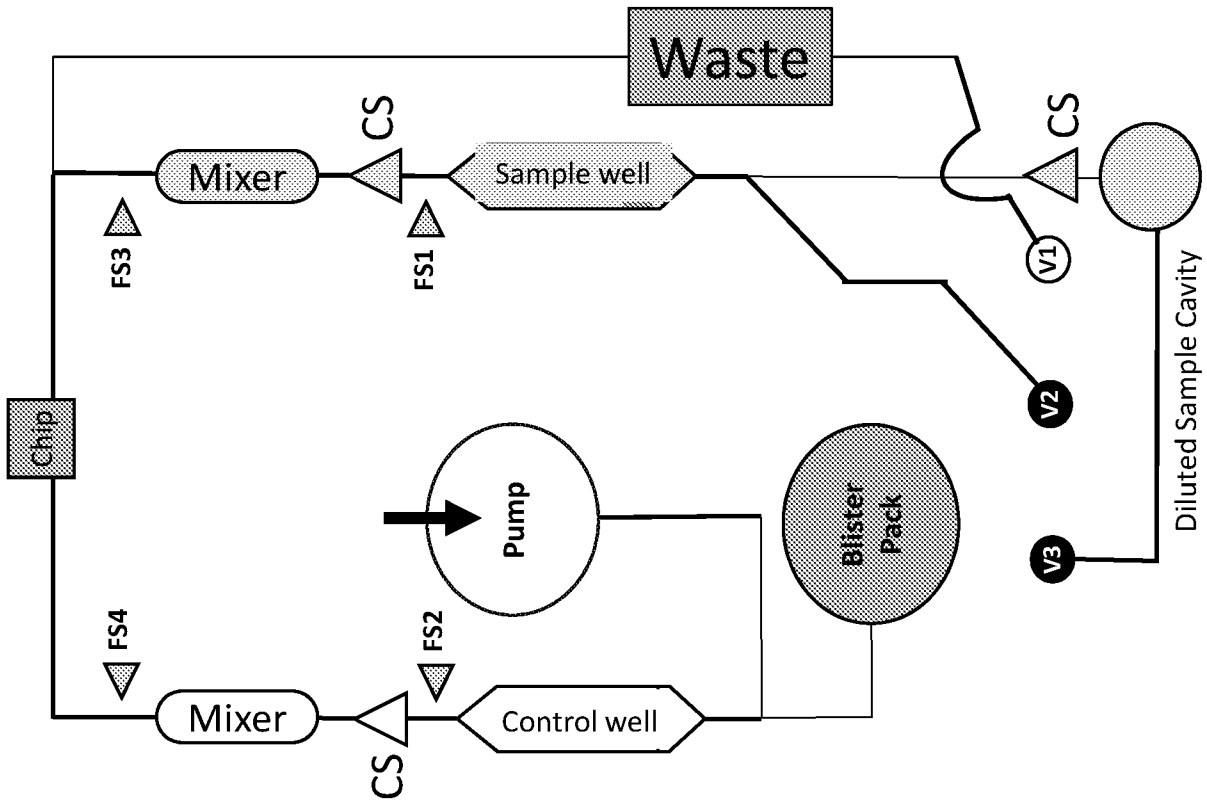 Waste
CS
CS
Mixer
Sample well
FS3
FS1
V1
Chip
V2
Diluted Sample Cavity
Pump
Blister
Pack
V3
FS4
FS2
Mixer
Control well
CS